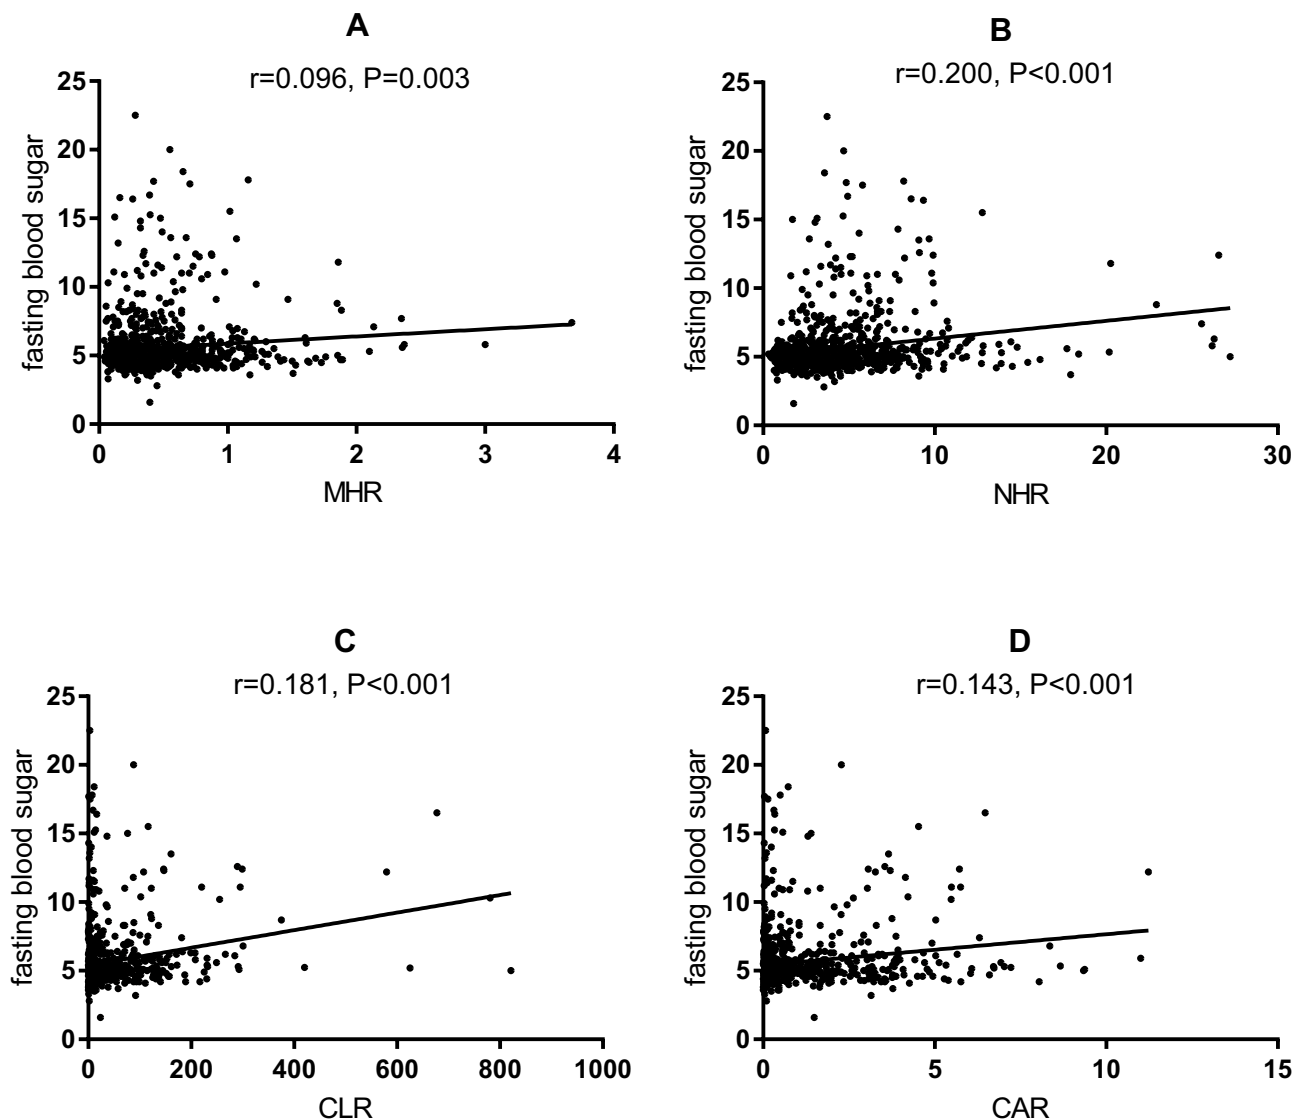 A
r=0.096, P=0.003
fasting blood sugar
25
20
15
10
5
0
0 1 2 3 4
MHR
B
r=0.200, P<0.001
fasting blood sugar
25
20
15
10
5
0
0 10 20 30
NHR
C
r=0.181, P<0.001
fasting blood sugar
25
20
15
10
5
0
0 200 400 600 800 1000
CLR
D
r=0.143, P<0.001
fasting blood sugar
25
20
15
10
5
0
0 5 10 15
CAR